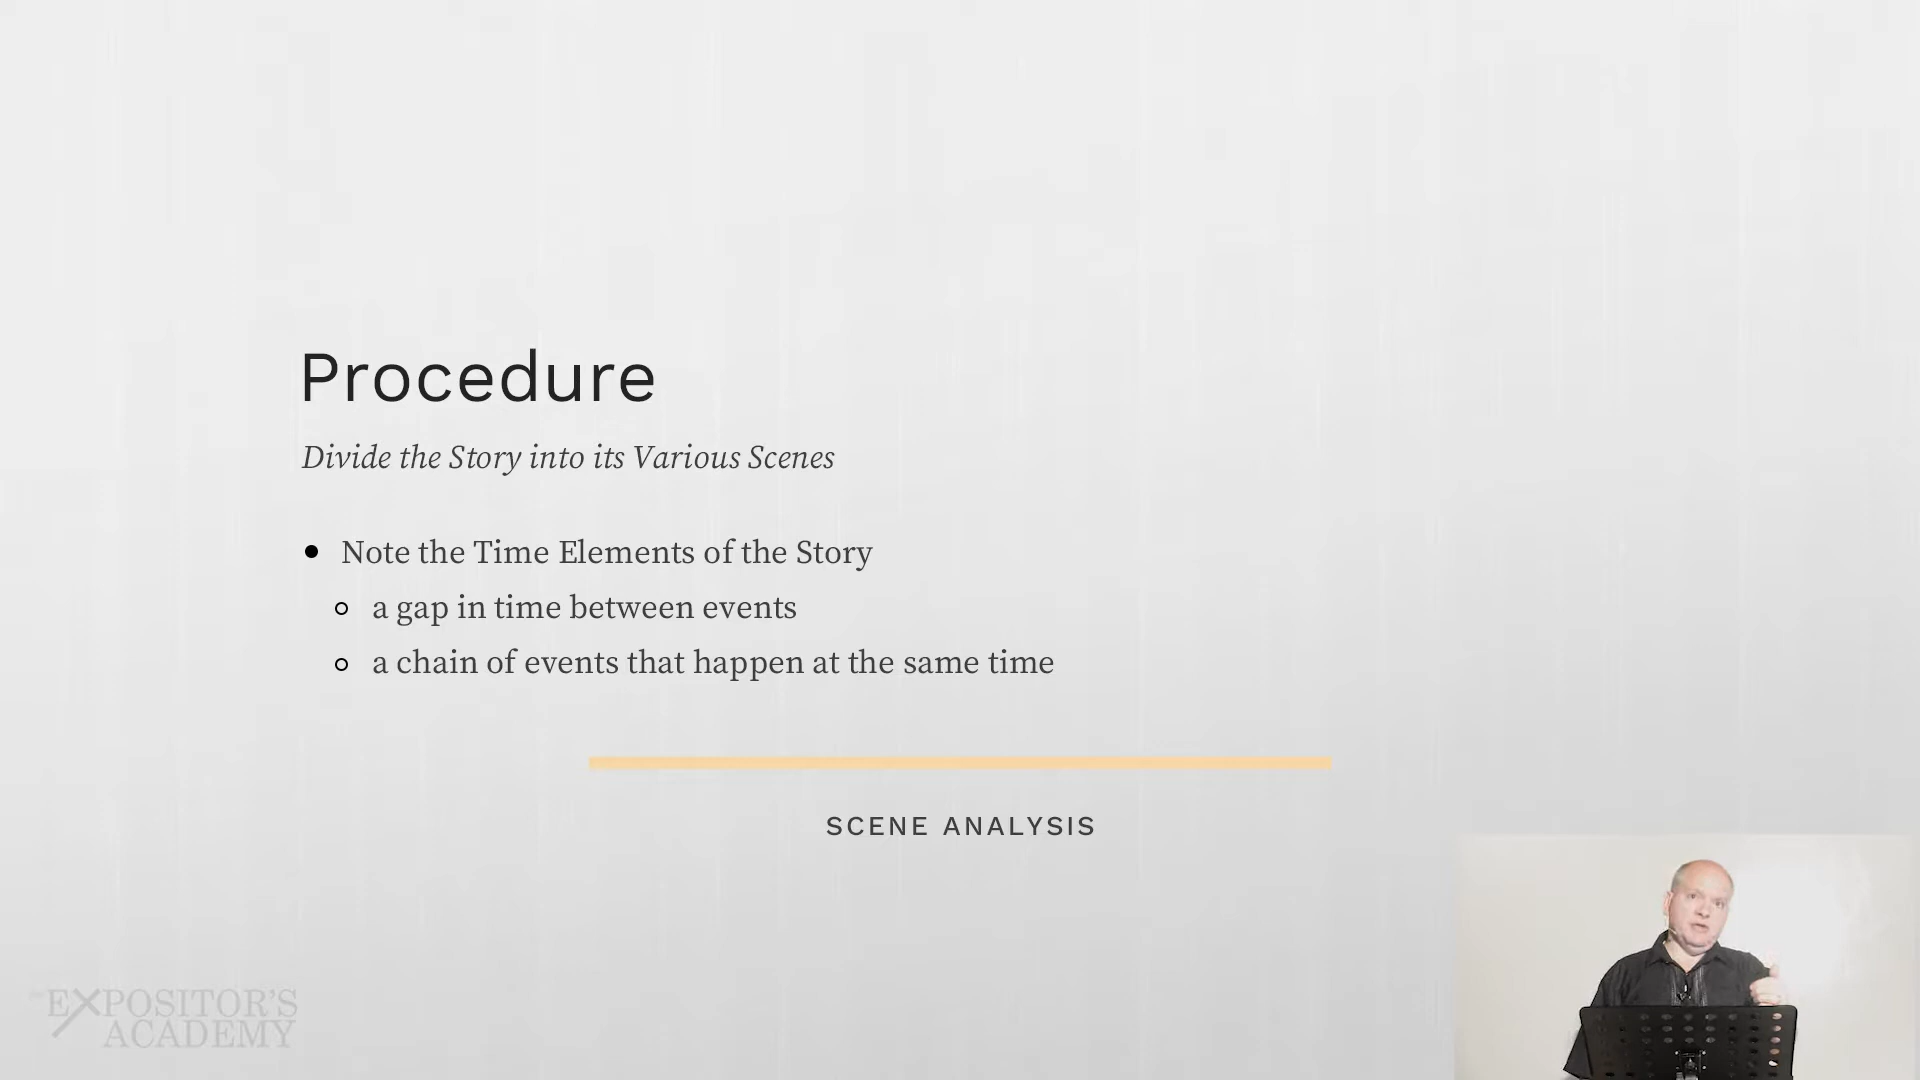 Procedure
Divide the Story into its Various Scenes
● Note the Time Elements of the Story
○ a gap in time between events
○ a chain of events that happen at the same time
SCENE ANALYSIS
EXPOSITOR'S
ACADEMY